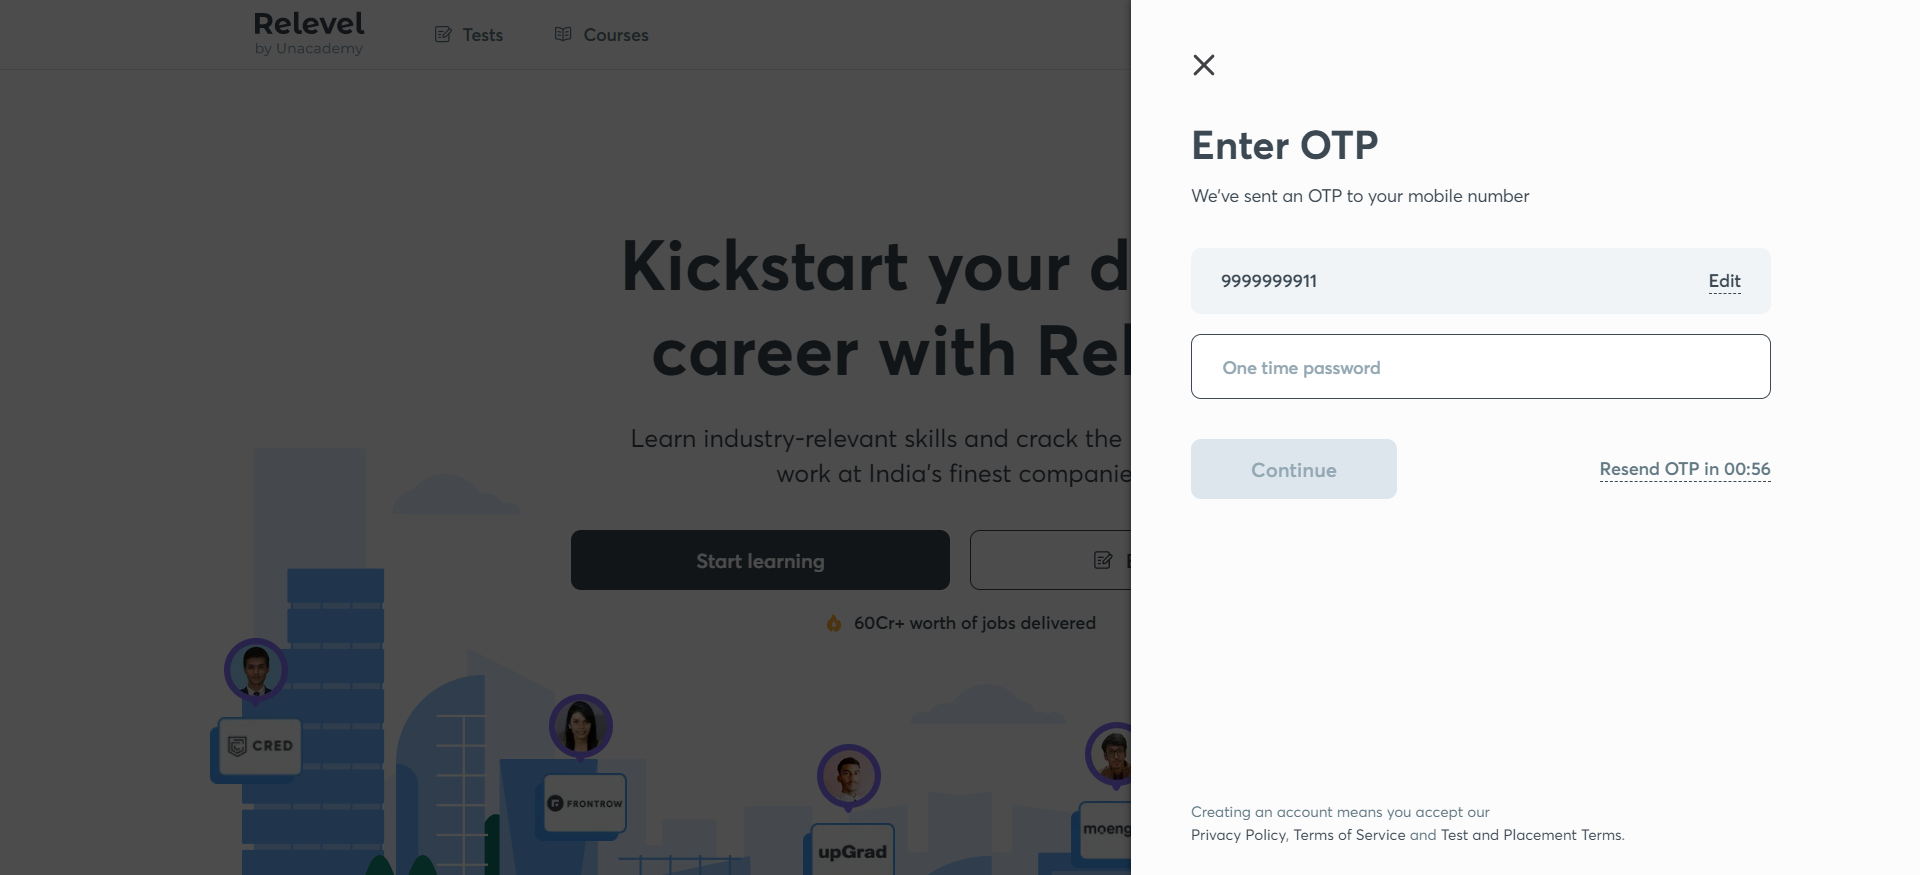 Relevel
by Unacademy
Tests
Courses
Kickstart your d
career with Rel
Learn industry-relevant skills and crack the
work at India's finest companie
Start learning
60Cr+ worth of jobs delivered
CRED
FRONTROW
upGrad
moeng
Enter OTP
We've sent an OTP to your mobile number
9999999911
Edit
One time password
Continue
Resend OTP in 00:56
Creating an account means you accept our
Privacy Policy, Terms of Service and Test and Placement Terms.